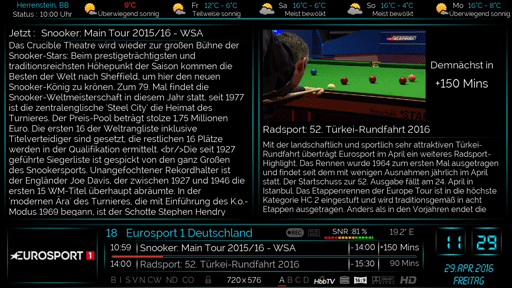 Herrenstein, BB
Status : 10:00 Uhr
9°C
Überwiegend sonnig
Fr 12°C - 6°C
Teilweise sonnig
Sa 16°C - 2°C
Meist bewölkt
So 16°C - 4°C
Meist bewölkt
Mo 16°C - 8°C
Überwiegend sonnig
Jetzt : Snooker: Main Tour 2015/16 - WSA
Das Crucible Theatre wird wieder zur großen Bühne der
Snooker-Stars: Beim prestigeträchtigsten und
traditionsreichsten Höhepunkt der Saison kommen die
Besten der Welt nach Sheffield, um hier den neuen
Snooker-König zu krönen. Zum 79. Mal findet die
Snooker-Weltmeisterschaft in diesem Jahr statt, seit 1977
ist die zentralenglische 'Steel City' die Heimat des
Turnieres. Der Preis-Pool beträgt stolze 1,75 Millionen
Euro. Die ersten 16 der Weltrangliste inklusive
Titelverteidiger sind gesetzt, die restlichen 16 Plätze
werden in der Qualifikation ermittelt. <br/>Die seit 1927
geführte Siegerliste ist gespickt von den ganz Großen
des Snookersports. Unangefochtener Rekordhalter ist
der Engländer Joe Davis, der zwischen 1927 und 1946 die
ersten 15 WM-Titel überhaupt abräumte. In der
'modernen Ära' des Turnieres, die mit Einführung des K.o.-
Modus 1969 begann, ist der Schotte Stephen Hendry
EUROSPORT
Demnächst in
+150 Mins
Radsport: 52. Türkei-Rundfahrt 2016
Mit der landschaftlich und sportlich sehr attraktiven Türkei-
Rundfahrt überträgt Eurosport im April ein weiteres Radsport-
Highlight. Das Rennen wurde 1964 zum ersten Mal ausgetragen
und findet seit dem mit wenigen Ausnahmen jährlich im April
statt. Der Startschuss zur 52. Ausgabe fällt am 24. April in
Istanbul. Das Etappenrennen der Europe Tour ist in die höchste
Kategorie HC 2 eingestuft und wird traditionsgemäß in acht
Etappen ausgetragen. Anders als in den Vorjahren endet die
18 Eurosport 1 Deutschland
REC
SNR :81 %
19.2° E
EUROSPORT 1
10:59 Snooker: Main Tour 2015/16 - WSA -14:00 +150 Mins
14:00 Radsport: 52. Türkei-Rundfahrt 2016 -15:30 90 Mins
B I S V N C W ND CO 720 x 576 A B C D HbbTV HD
11 29
29.APR.2016
FREITAG